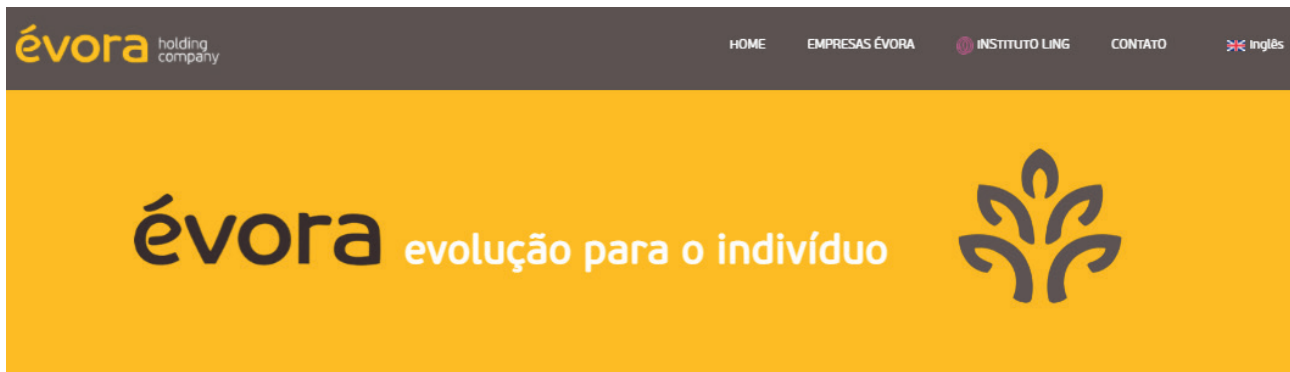 évora holding company
HOME EMPRESAS ÉVORA INSTITUTO LING CONTATO Inglês
évora evolução para o indivíduo